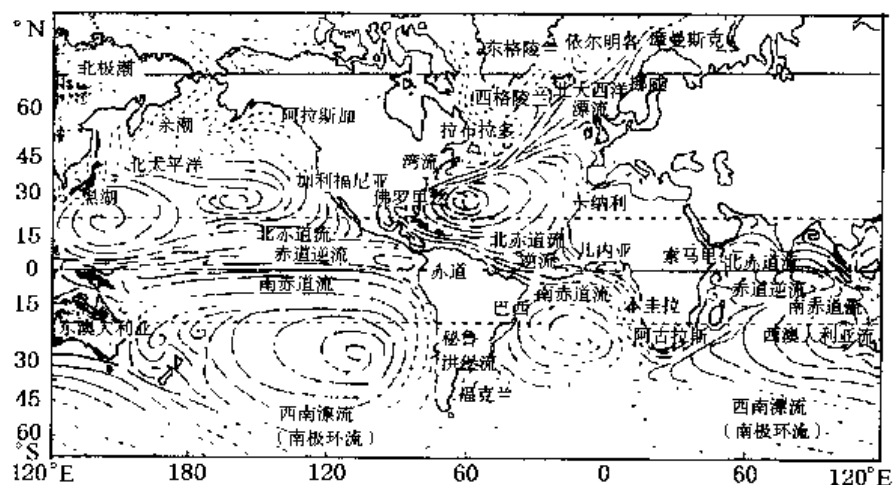 °N
东格陵兰
依尔明各
北极潮
挪威
60
西格陵兰
北大西洋
漂流
阿拉斯加
亲潮
拉布拉多
45
湾流
北太平洋
加利福尼亚
30
黑潮
佛罗里达
卡纳利
15
北赤道流
北赤道流
几内亚
索马里
北赤道流
赤道逆流
逆流
0
赤道
南赤道流
南赤道流
赤道逆流
南赤道流
15
巴西
本圭拉
东澳大利亚
秘鲁
阿古拉斯
西澳大利亚流
30
洪堡流
福克兰
45
西南漂流
(南极环流)
西南漂流
(南极环流)
60
°S
120°E
180
120
60
0
60
120°E